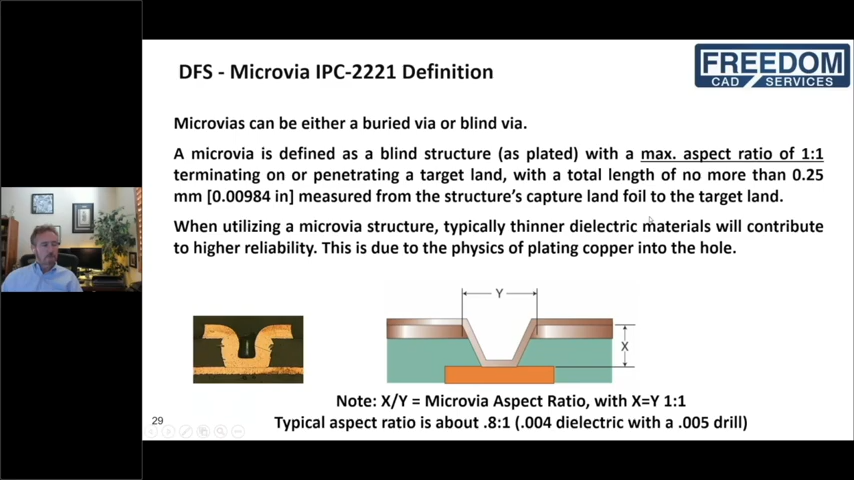 DFS - Microvia IPC-2221 Definition
FREEDOM
CAD SERVICES
Microvias can be either a buried via or blind via.
A microvia is defined as a blind structure (as plated) with a max. aspect ratio of 1:1
terminating on or penetrating a target land, with a total length of no more than 0.25
mm [0.00984 in] measured from the structure's capture land foil to the target land.
When utilizing a microvia structure, typically thinner dielectric materials will contribute
to higher reliability. This is due to the physics of plating copper into the hole.
Y
X
Note: X/Y = Microvia Aspect Ratio, with X=Y 1:1
Typical aspect ratio is about .8:1 (.004 dielectric with a .005 drill)
29